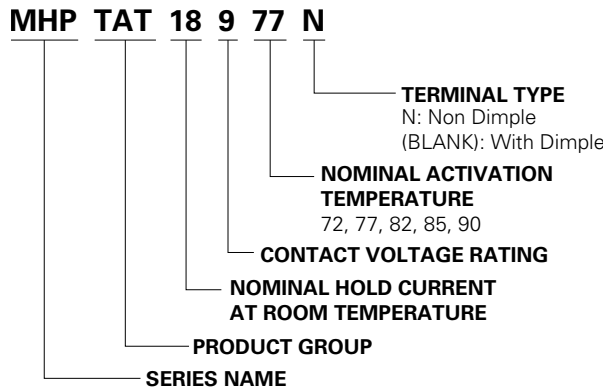 MHP TAT 18 9 77 N
TERMINAL TYPE
N: Non Dimple
(BLANK): With Dimple
NOMINAL ACTIVATION
TEMPERATURE
72, 77, 82, 85, 90
CONTACT VOLTAGE RATING
NOMINAL HOLD CURRENT
AT ROOM TEMPERATURE
PRODUCT GROUP
SERIES NAME